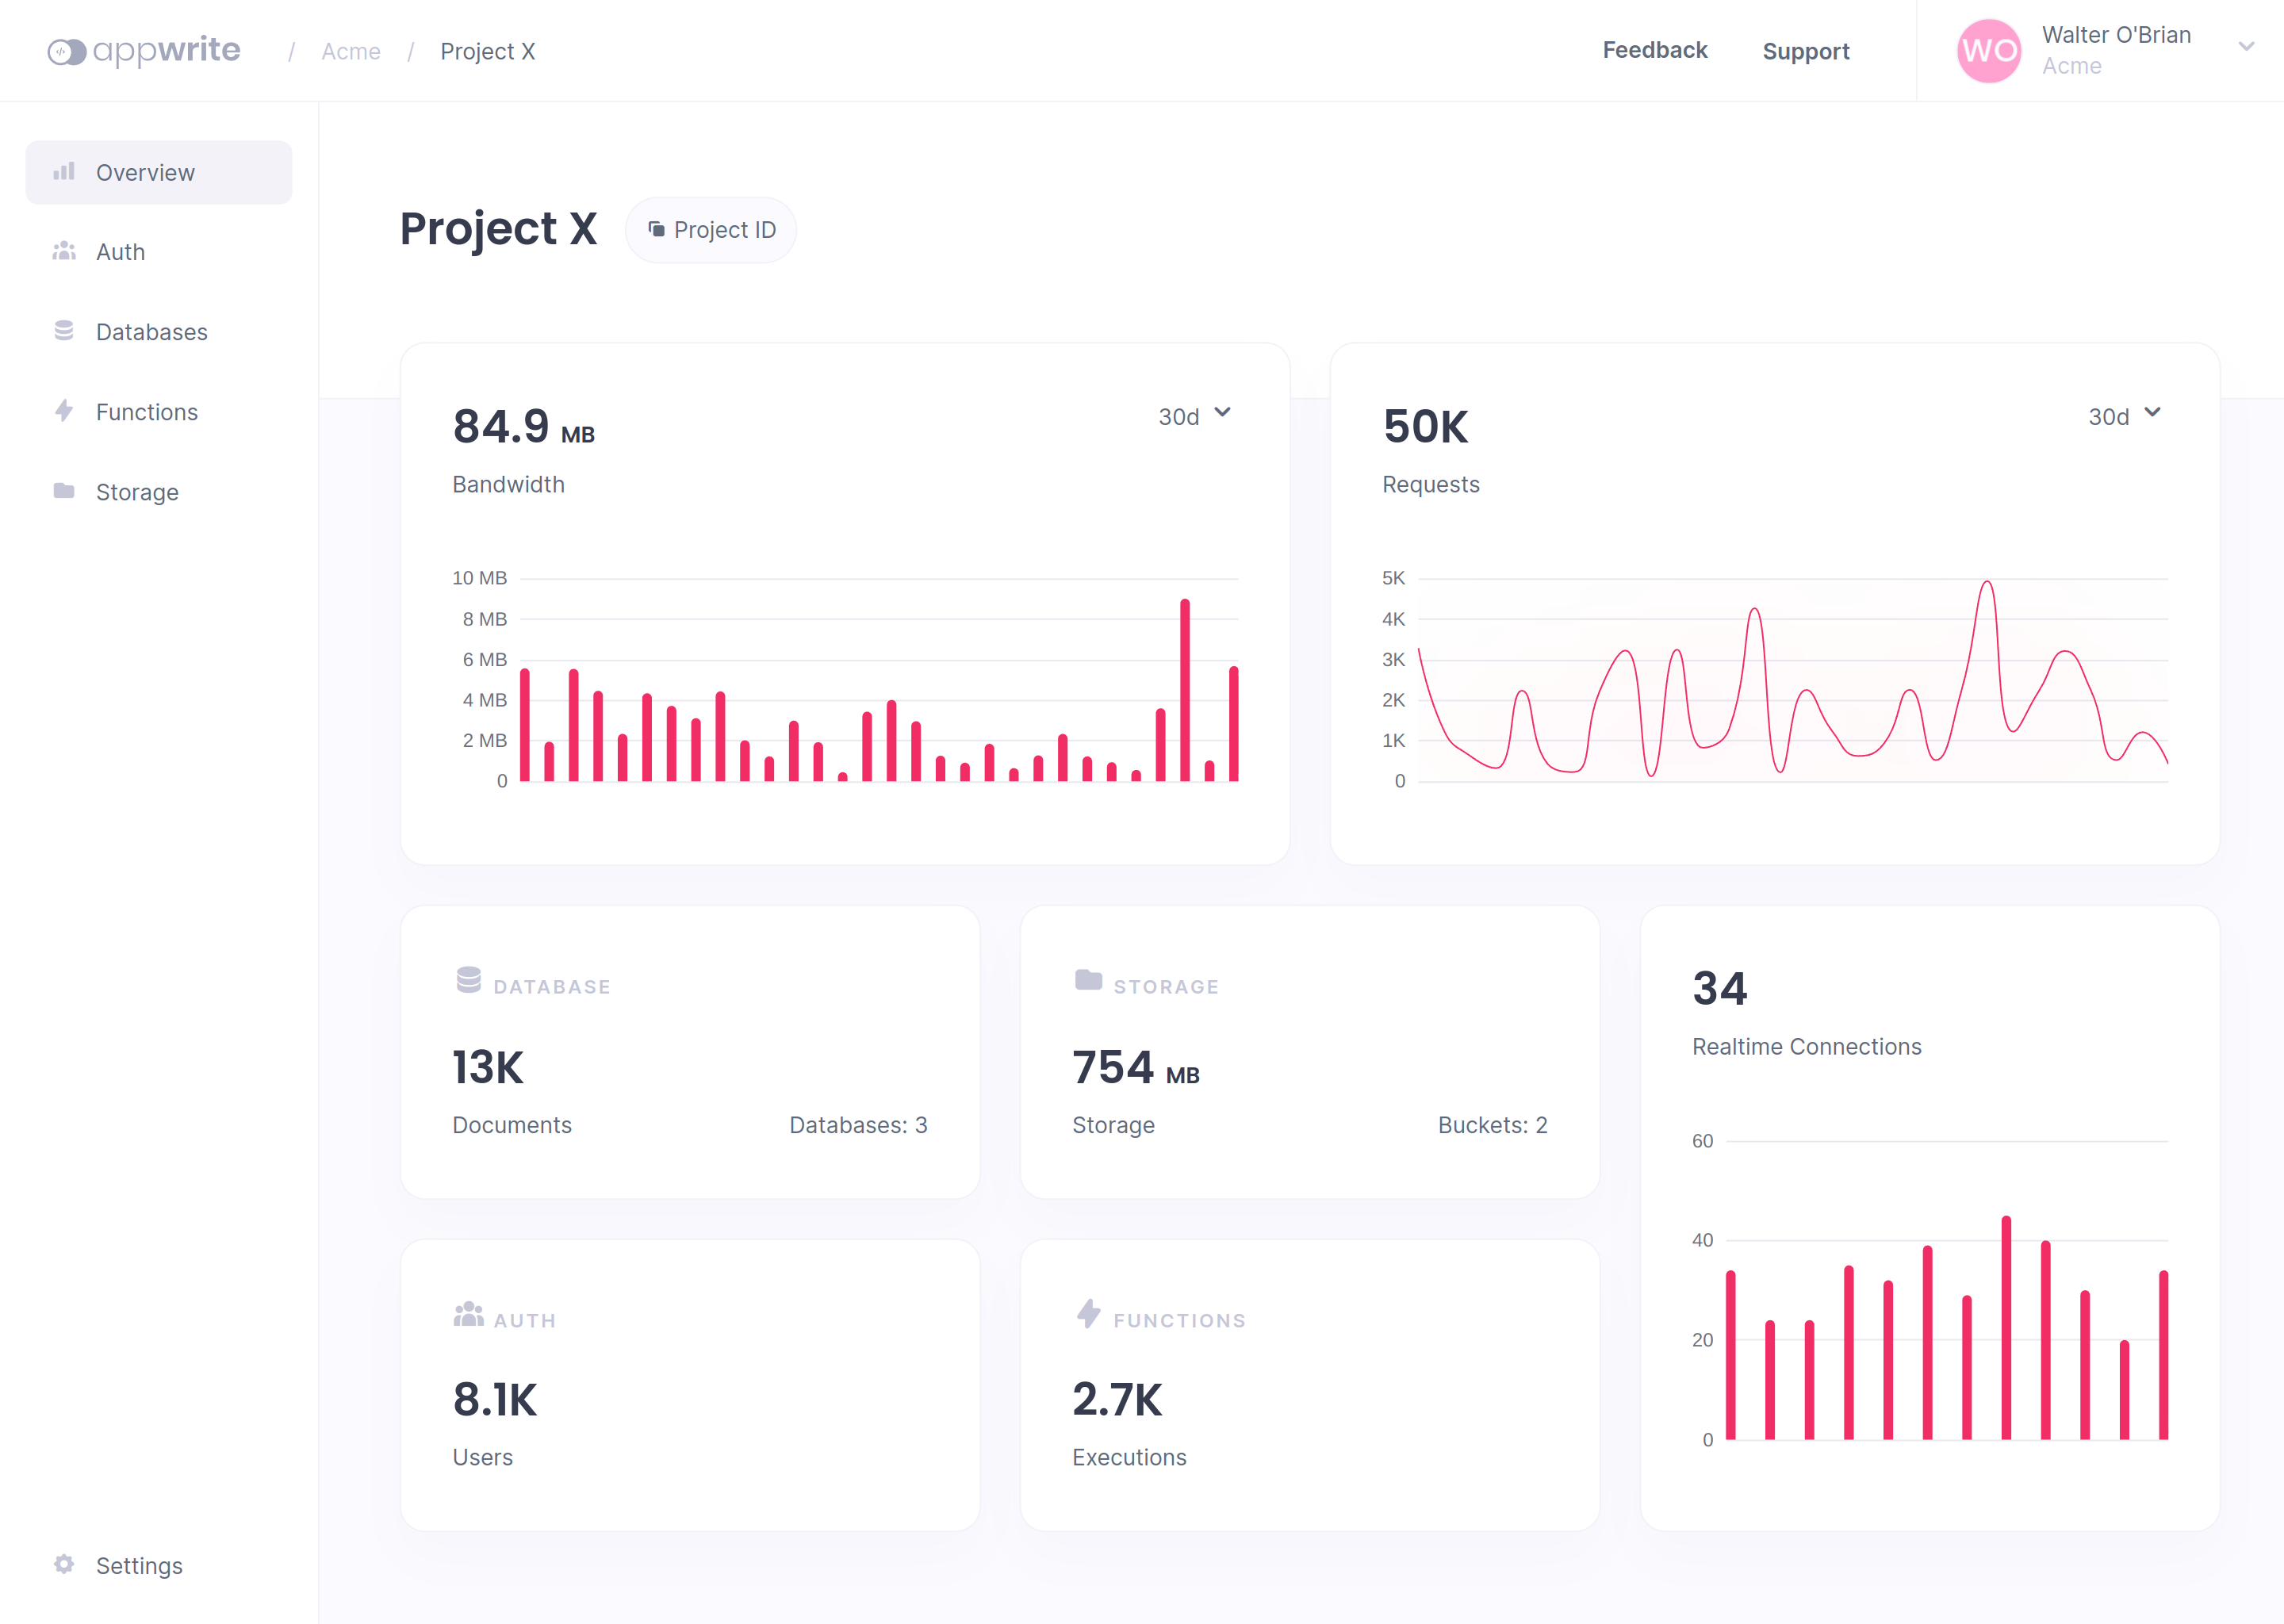 appwrite / Acme / Project X
Feedback
Support
WO
Walter O'Brian
Acme
Overview
Auth
Databases
Functions
Storage
Settings
Project X
Project ID
84.9 MB
30d
Bandwidth
10 MB
8 MB
6 MB
4 MB
2 MB
0
50K
30d
Requests
5K
4K
3K
2K
1K
0
DATABASE
13K
Documents
Databases: 3
STORAGE
754 MB
Storage
Buckets: 2
34
Realtime Connections
60
40
20
0
AUTH
8.1K
Users
FUNCTIONS
2.7K
Executions